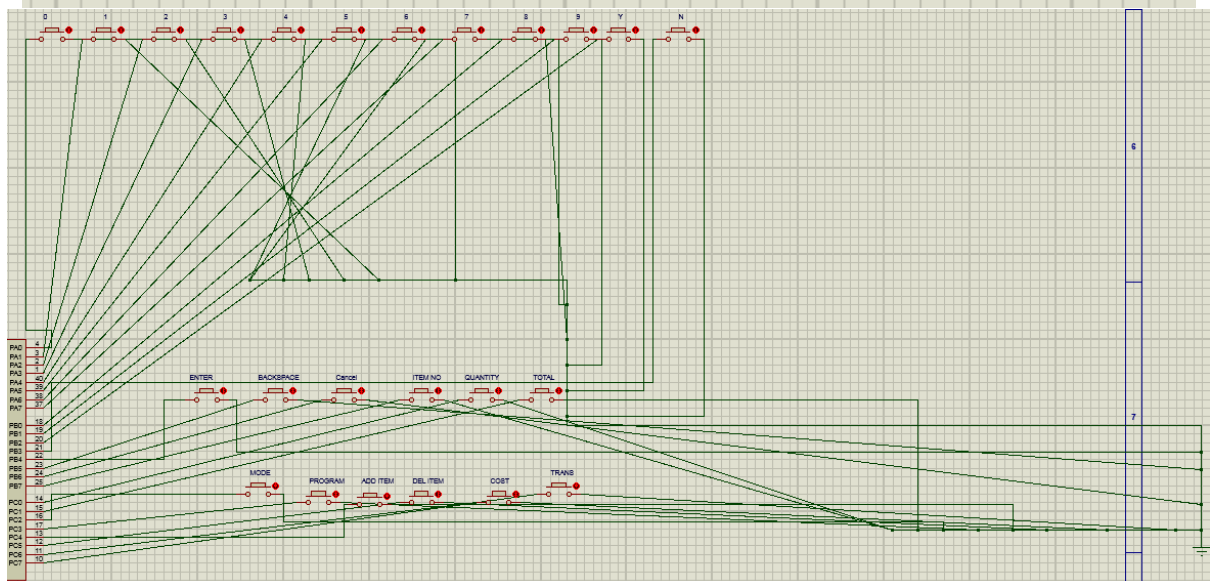 0 1 2 3 4 5 6 7 8 9 Y N
6
PA0 4
PA1 3
PA2 2
PA3 1
PA4 40
PA5 39
PA6 38
PA7 37
ENTER BACKSPACE Cancel ITEM NO QUANTITY TOTAL
7
PB0 18
PB1 19
PB2 20
PB3 21
PB4 22
PB5 23
PB6 24
PB7 25
MODE PROGRAM ADD ITEM DEL ITEM COST TRANS
PC0 14
PC1 15
PC2 16
PC3 17
PC4 13
PC5 12
PC6 11
PC7 10